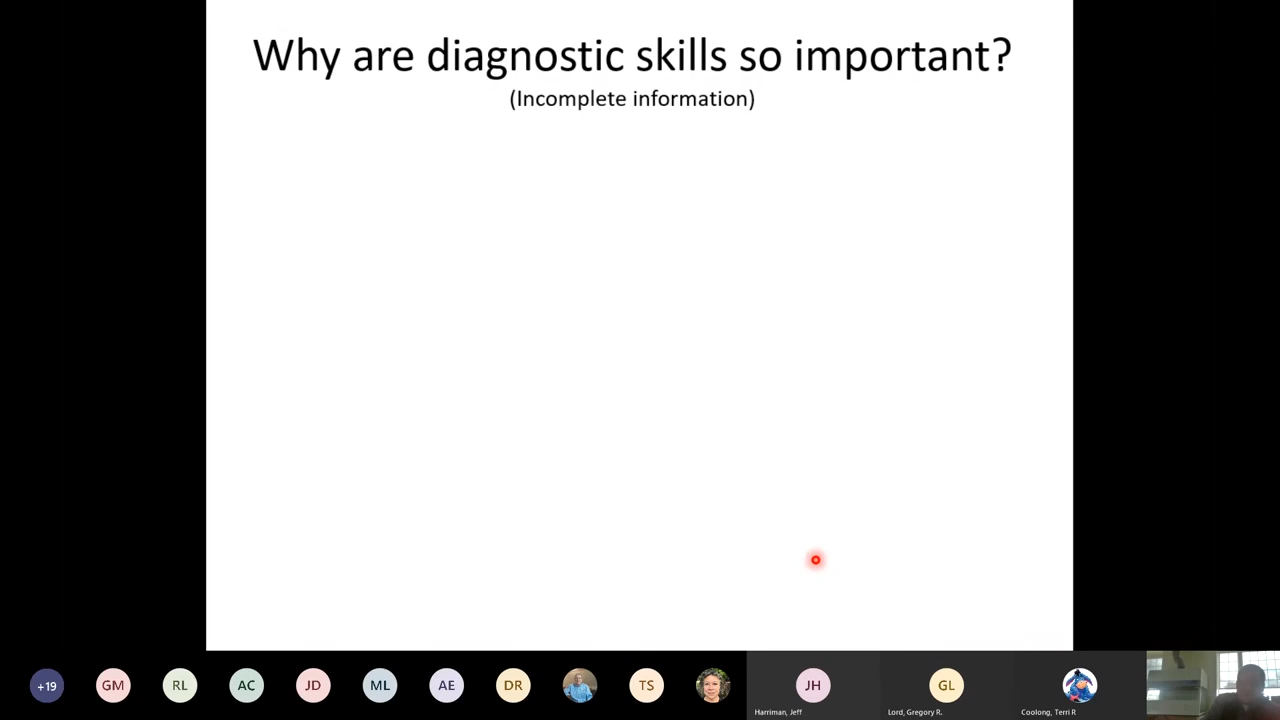 Why are diagnostic skills so important?
(Incomplete information)
+19
GM
RL
AC
JD
ML
AE
DR
TS
JH
GL
Harriman, Jeff
Lord, Gregory R.
Coolong, Terri R